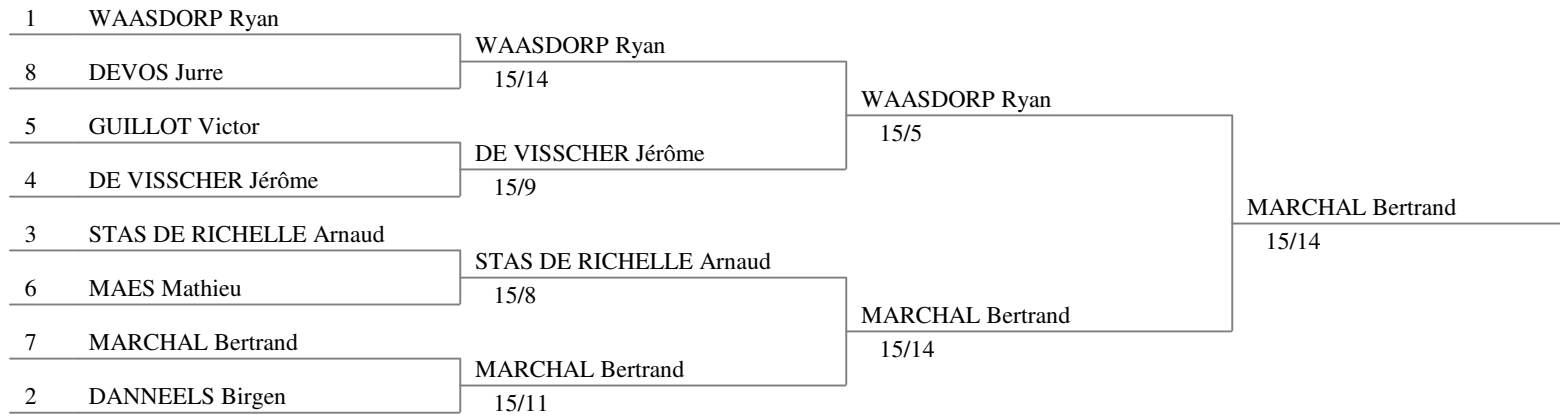 1 WAASDORP Ryan
WAASDORP Ryan
8 DEVOS Jurre
15/14
WAASDORP Ryan
5 GUILLOT Victor
15/5
DE VISSCHER Jérôme
4 DE VISSCHER Jérôme
15/9
MARCHAL Bertrand
3 STAS DE RICHELLE Arnaud
15/14
STAS DE RICHELLE Arnaud
6 MAES Mathieu
15/8
MARCHAL Bertrand
7 MARCHAL Bertrand
15/14
MARCHAL Bertrand
2 DANNEELS Birgen
15/11